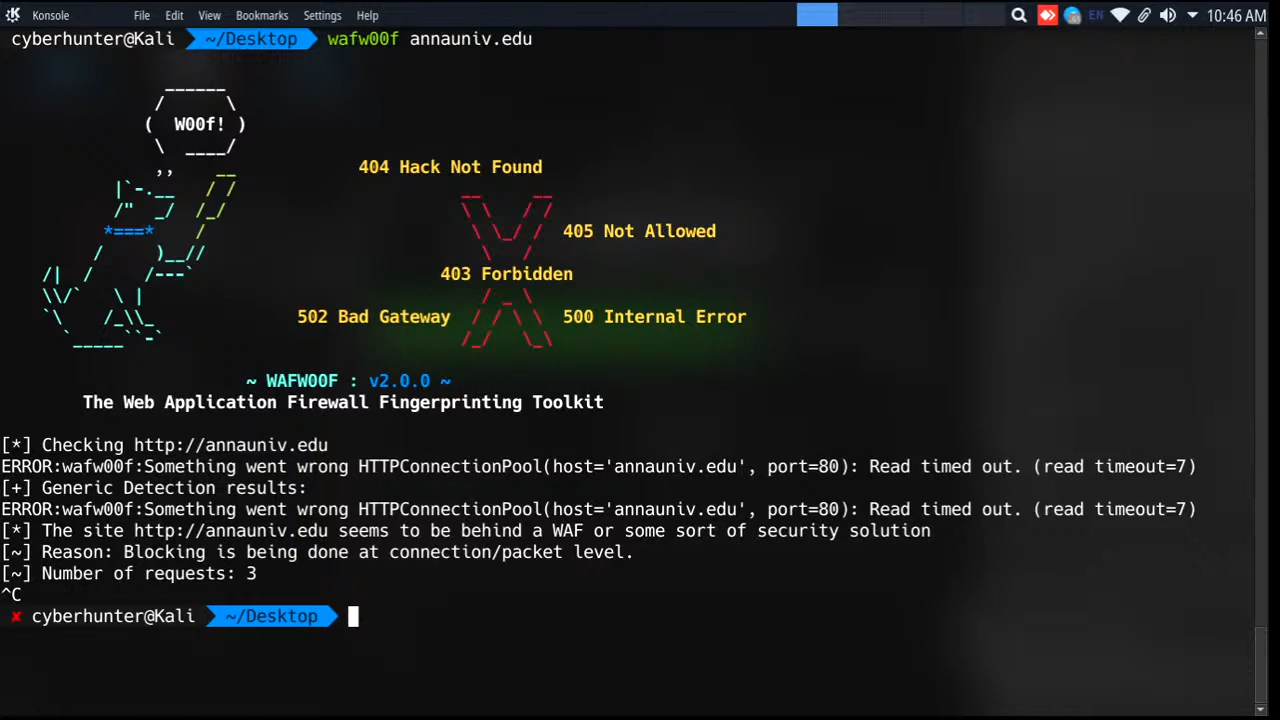 Konsole File Edit View Bookmarks Settings Help EN 10:46 AM
cyberhunter@Kali ~/Desktop wafw00f annauniv.edu
W00f!
404 Hack Not Found
405 Not Allowed
403 Forbidden
502 Bad Gateway 500 Internal Error
~ WAFW00F : v2.0.0 ~
The Web Application Firewall Fingerprinting Toolkit
[*] Checking http://annauniv.edu
ERROR:wafw00f:Something went wrong HTTPConnectionPool(host='annauniv.edu', port=80): Read timed out. (read timeout=7)
[+] Generic Detection results:
ERROR:wafw00f:Something went wrong HTTPConnectionPool(host='annauniv.edu', port=80): Read timed out. (read timeout=7)
[*] The site http://annauniv.edu seems to be behind a WAF or some sort of security solution
[~] Reason: Blocking is being done at connection/packet level.
[~] Number of requests: 3
^C
✘ cyberhunter@Kali ~/Desktop